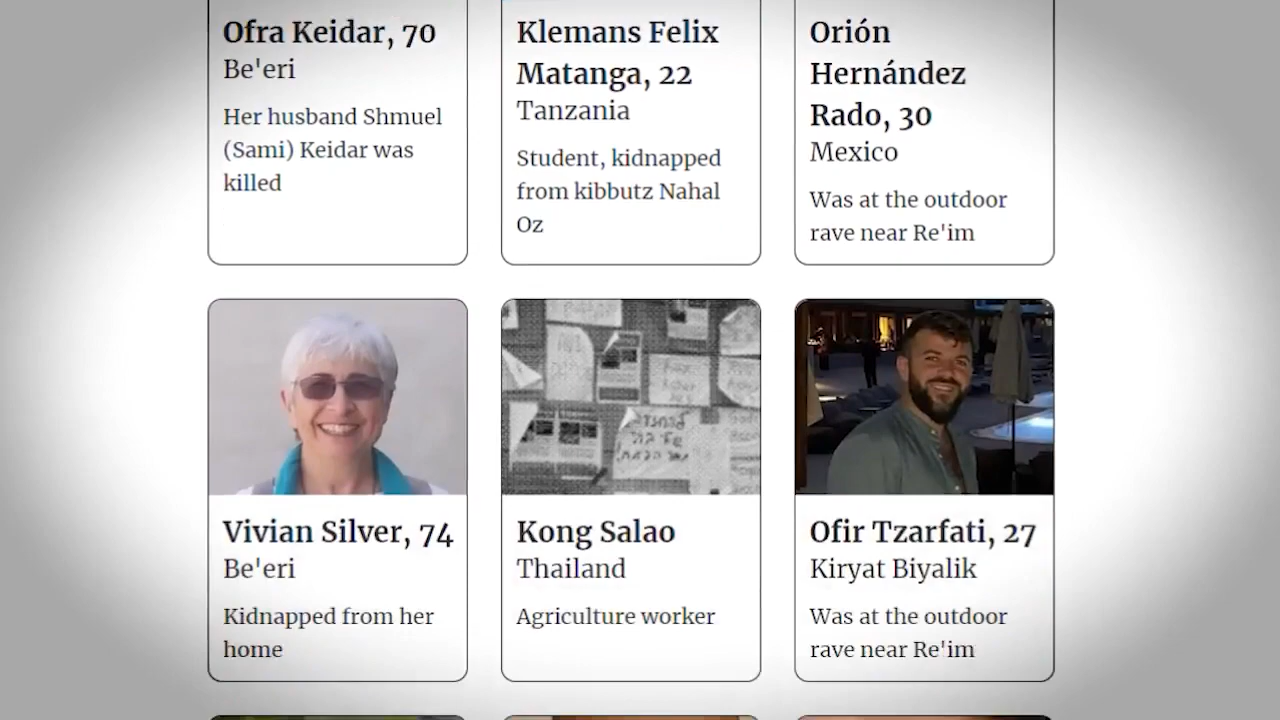 Ofra Keidar, 70
Be'eri
Her husband Shmuel
(Sami) Keidar was
killed
Klemans Felix
Matanga, 22
Tanzania
Student, kidnapped
from kibbutz Nahal
Oz
Orión
Hernández
Rado, 30
Mexico
Was at the outdoor
rave near Re'im
Vivian Silver, 74
Be'eri
Kidnapped from her
home
Kong Salao
Thailand
Agriculture worker
Ofir Tzarfati, 27
Kiryat Biyalik
Was at the outdoor
rave near Re'im